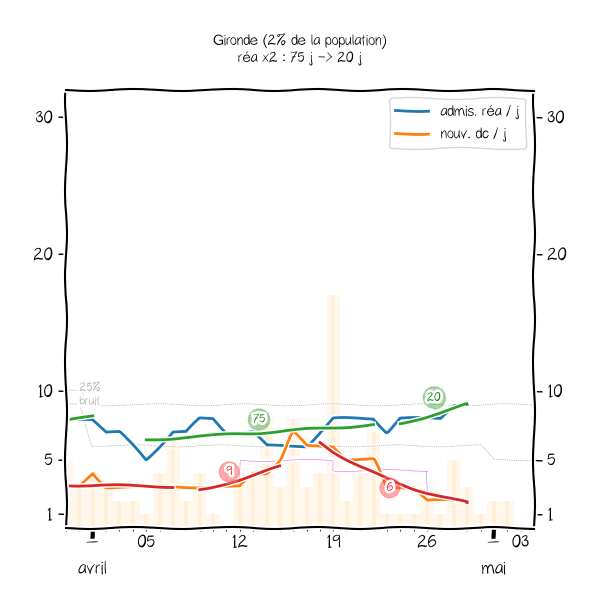 Gironde (2% de la population)
réa x2 : 75 j -> 20 j
admis. réa / j
nouv. dc / j
30
30
20
20
25%
bruit
10
10
20
75
5
5
9
6
1
1
05
12
19
26
03
avril
mai